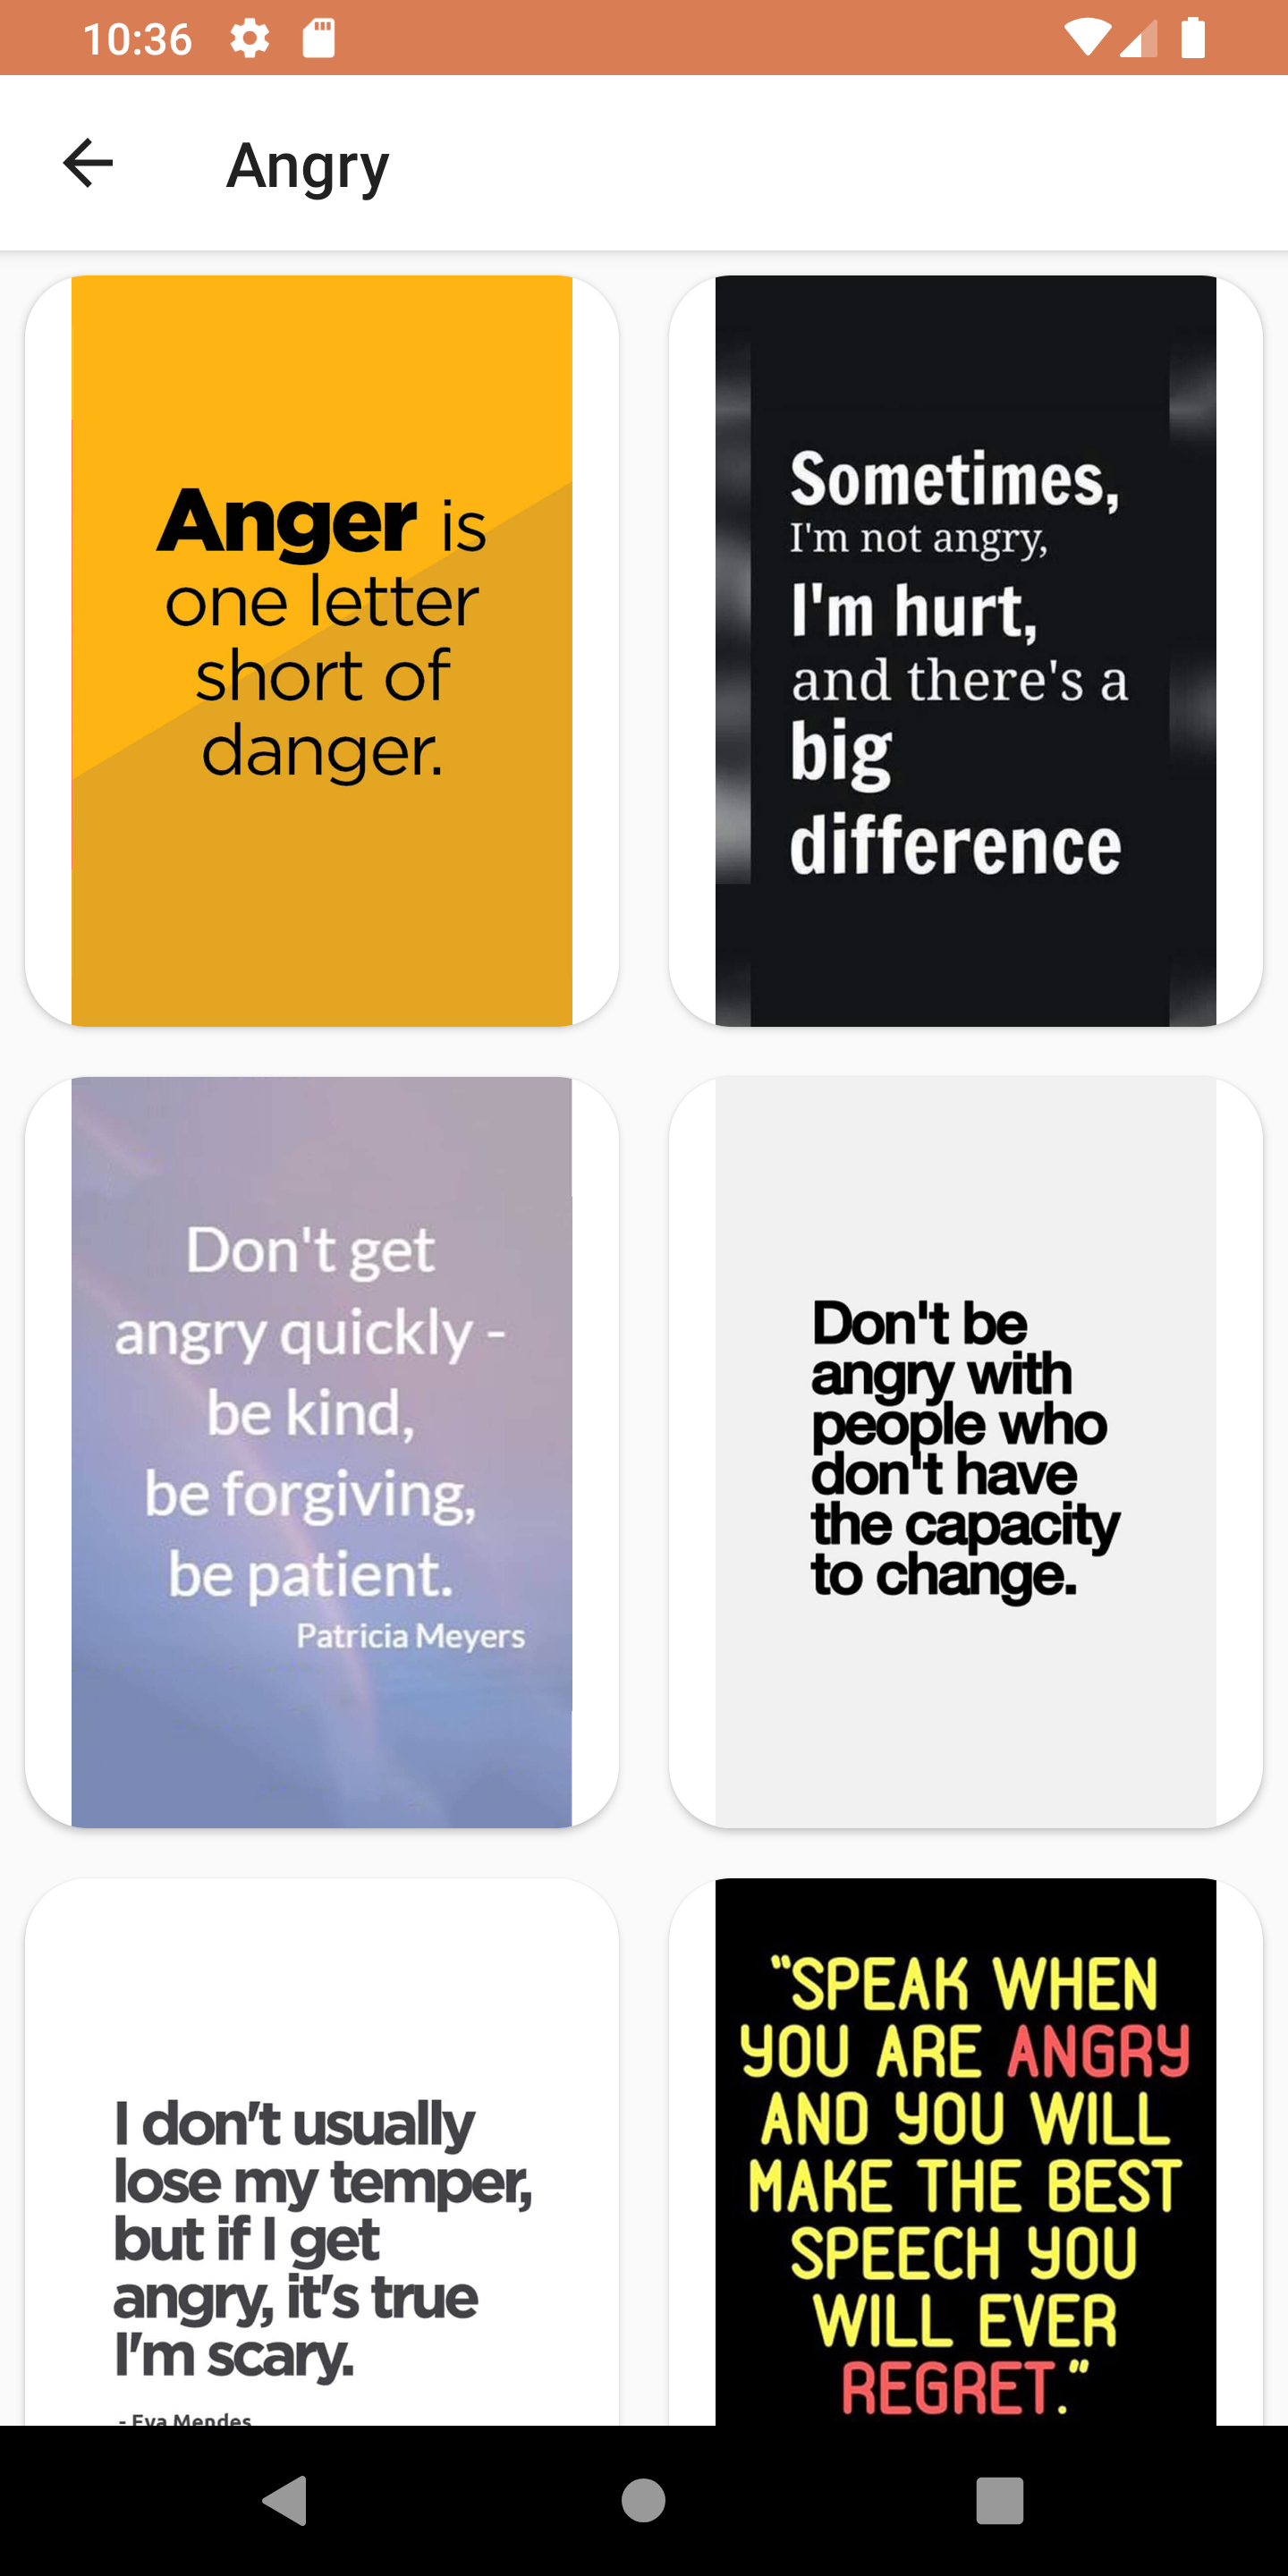 10:36
Angry
Anger is
one letter
short of
danger.
Sometimes,
I'm not angry,
I'm hurt,
and there's a
big
difference
Don't get
angry quickly -
be kind,
be forgiving,
be patient.
Patricia Meyers
Don't be
angry with
people who
don't have
the capacity
to change.
I don't usually
lose my temper,
but if I get
angry, it's true
I'm scary.
- Eva Mendes
"SPEAK WHEN
YOU ARE ANGRY
AND YOU WILL
MAKE THE BEST
SPEECH YOU
WILL EVER
REGRET."